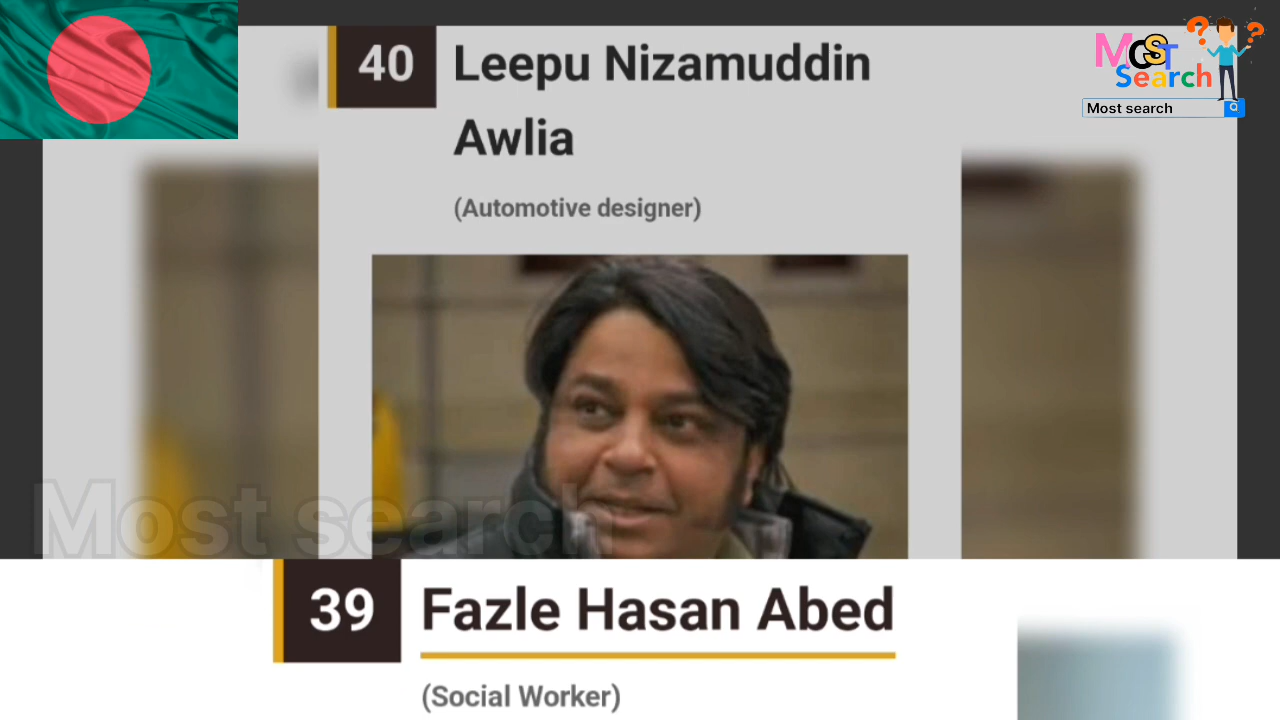 40 Leepu Nizamuddin
Awlia
(Automotive designer)
MOST
Search
Most search
Most search
39 Fazle Hasan Abed
(Social Worker)